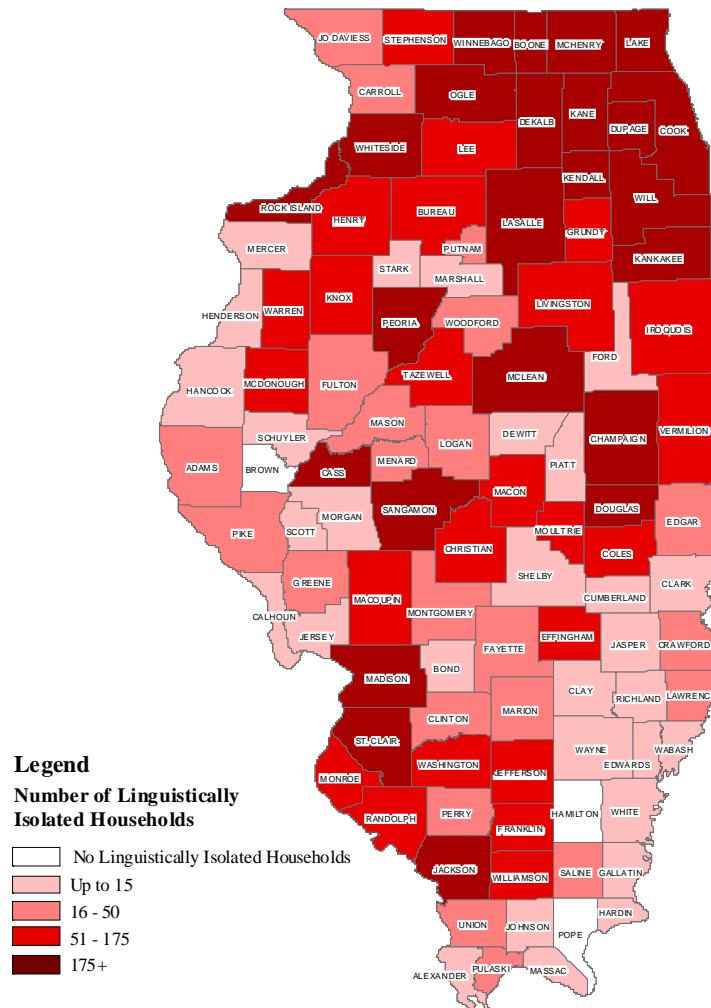 JO DAVIESS
STEPHENSON
WINNEBAGO
BOONE
MCHENRY
LAKE
CARROLL
OGLE
DEKALB
KANE
DUPAGE
COOK
WHITESIDE
LEE
KENDALL
WILL
ROCK ISLAND
HENRY
BUREAU
LASALLE
GRUNDY
PUTNAM
KANKAKEE
MERCER
STARK
MARSHALL
HENDERSON
WARREN
KNOX
PEORIA
WOODFORD
LIVINGSTON
IROQUOIS
FORD
HANCOCK
MCDONOUGH
FULTON
TAZEWELL
MCLEAN
VERMILION
SCHUYLER
MASON
LOGAN
DEWITT
CHAMPAIGN
ADAMS
BROWN
CASS
MENARD
PIATT
MACON
PIKE
SCOTT
MORGAN
SANGAMON
DOUGLAS
MOULTRIE
EDGAR
CHRISTIAN
COLES
GREENE
MACOUPIN
SHELBY
CUMBERLAND
CLARK
CALHOUN
JERSEY
MONTGOMERY
FAYETTE
EFFINGHAM
JASPER
CRAWFORD
MADISON
BOND
CLAY
RICHLAND
LAWRENC
ST. CLAIR
CLINTON
MARION
WAYNE
EDWARDS
WABASH
MONROE
WASHINGTON
JEFFERSON
RANDOLPH
PERRY
FRANKLIN
HAMILTON
WHITE
JACKSON
WILLIAMSON
SALINE
GALLATIN
UNION
JOHNSON
POPE
HARDIN
ALEXANDER
PULASKI
MASSAC
Legend
Number of Linguistically
Isolated Households
No Linguistically Isolated Households
Up to 15
16 - 50
51 - 175
175+